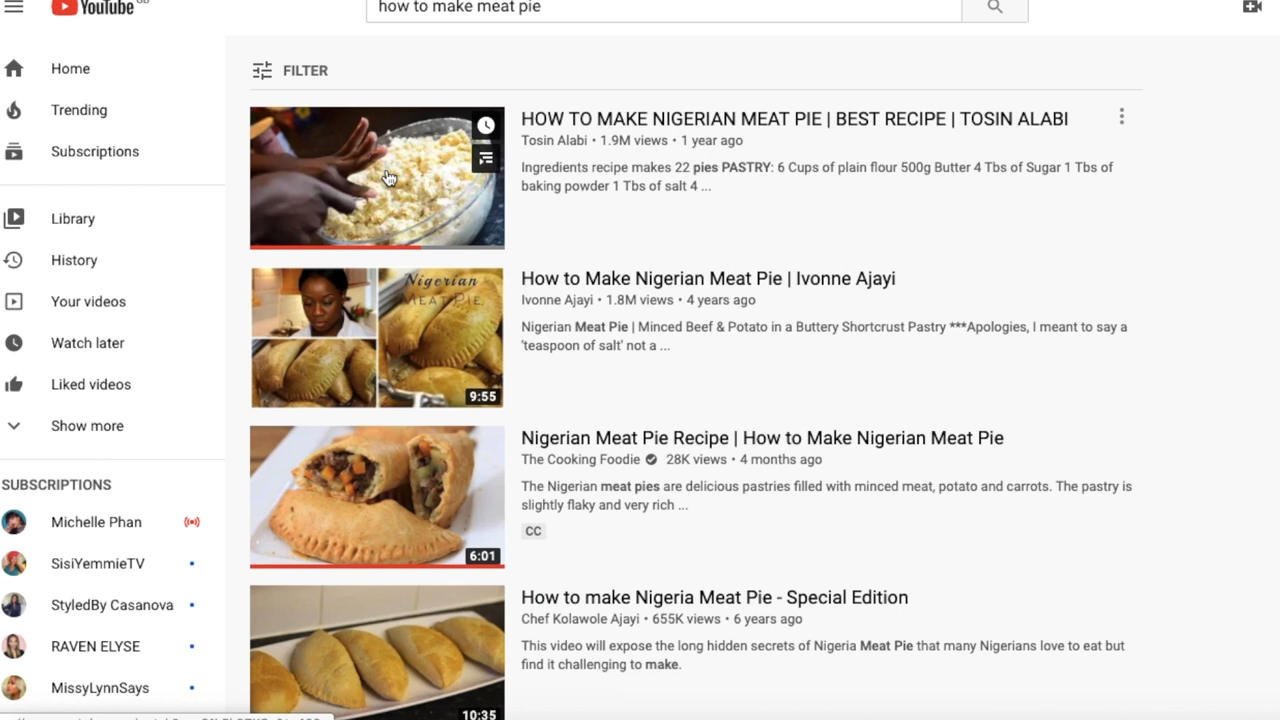 YouTube GB
how to make meat pie
Home
Trending
Subscriptions
Library
History
Your videos
Watch later
Liked videos
Show more
SUBSCRIPTIONS
Michelle Phan
SisiYemmieTV
StyledBy Casanova
RAVEN ELYSE
MissyLynnSays
FILTER
HOW TO MAKE NIGERIAN MEAT PIE | BEST RECIPE | TOSIN ALABI
Tosin Alabi • 1.9M views • 1 year ago
Ingredients recipe makes 22 pies PASTRY: 6 Cups of plain flour 500g Butter 4 Tbs of Sugar 1 Tbs of
baking powder 1 Tbs of salt 4 ...
Nigerian
MEAT PIE
9:55
How to Make Nigerian Meat Pie | Ivonne Ajayi
Ivonne Ajayi • 1.8M views • 4 years ago
Nigerian Meat Pie | Minced Beef & Potato in a Buttery Shortcrust Pastry ***Apologies, I meant to say a
'teaspoon of salt' not a ...
6:01
Nigerian Meat Pie Recipe | How to Make Nigerian Meat Pie
The Cooking Foodie 28K views • 4 months ago
The Nigerian meat pies are delicious pastries filled with minced meat, potato and carrots. The pastry is
slightly flaky and very rich ...
CC
10:35
How to make Nigeria Meat Pie - Special Edition
Chef Kolawole Ajayi • 655K views • 6 years ago
This video will expose the long hidden secrets of Nigeria Meat Pie that many Nigerians love to eat but
find it challenging to make.